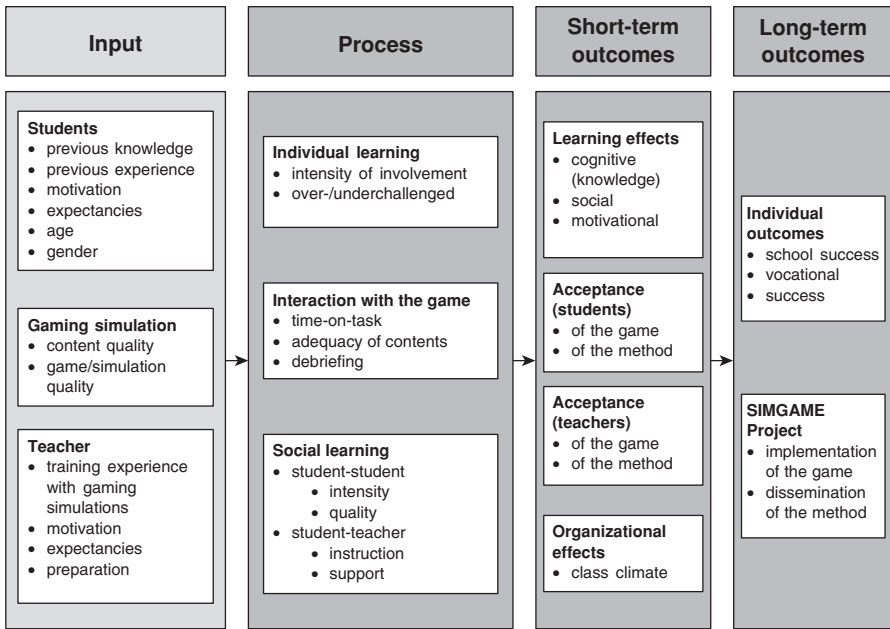 Input
Process
Short-term
outcomes
Long-term
outcomes
Students
• previous knowledge
• previous experience
• motivation
• expectancies
• age
• gender
Gaming simulation
• content quality
• game/simulation
quality
Teacher
• training experience
with gaming
simulations
• motivation
• expectancies
• preparation
Individual learning
• intensity of involvement
• over-/underchallenged
Interaction with the game
• time-on-task
• adequacy of contents
• debriefing
Social learning
• student-student
• intensity
• quality
• student-teacher
• instruction
• support
Learning effects
• cognitive
(knowledge)
• social
• motivational
Acceptance
(students)
• of the game
• of the method
Acceptance
(teachers)
• of the game
• of the method
Organizational
effects
• class climate
Individual
outcomes
• school success
• vocational
• success
SIMGAME
Project
• implementation
of the game
• dissemination
of the method